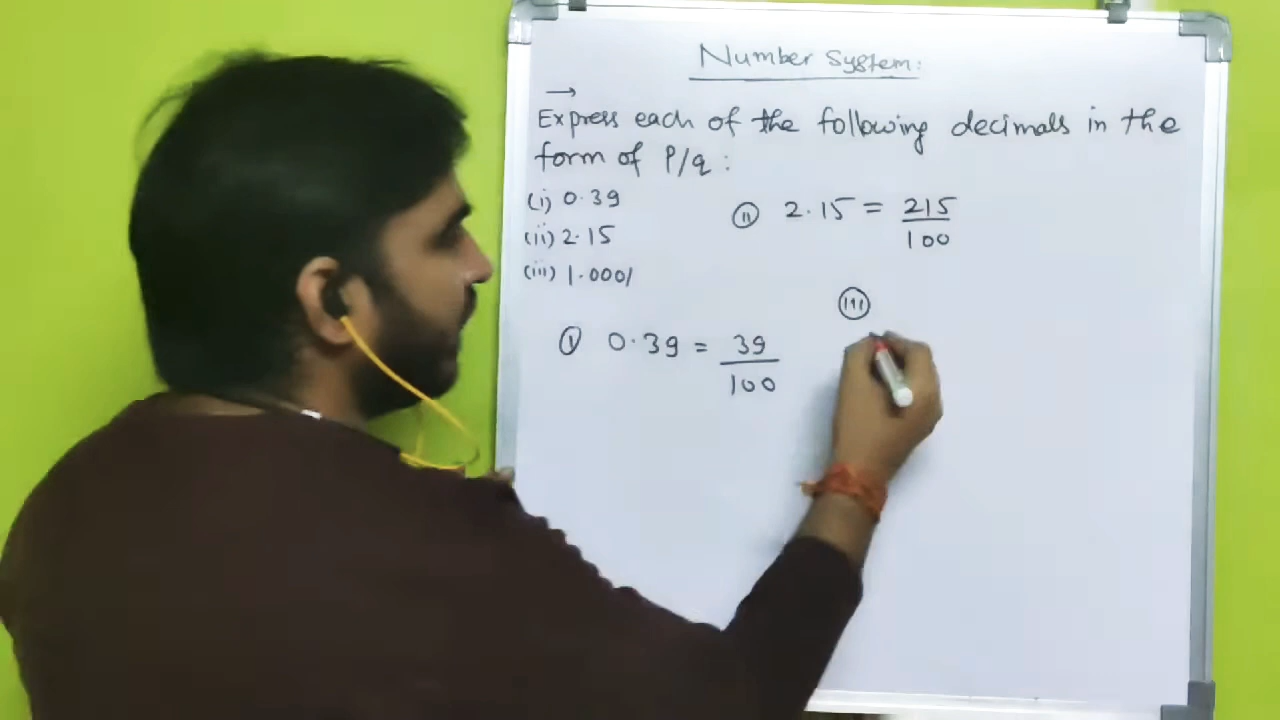 Number System:
→
Express each of the following decimals in the
form of P/q:
(i) 0.39
(ii) 2.15
(iii) 1.0001
(ii) 2.15 = 215/100
(iii)
(i) 0.39 = 39/100